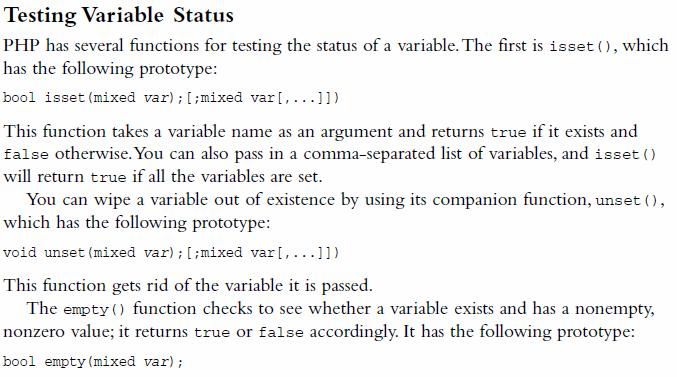 Testing Variable Status
PHP has several functions for testing the status of a variable. The first is isset(), which
has the following prototype:
bool isset(mixed var);[;mixed var[,...]])
This function takes a variable name as an argument and returns true if it exists and
false otherwise. You can also pass in a comma-separated list of variables, and isset()
will return true if all the variables are set.
You can wipe a variable out of existence by using its companion function, unset(),
which has the following prototype:
void unset(mixed var);[;mixed var[,...]])
This function gets rid of the variable it is passed.
The empty() function checks to see whether a variable exists and has a nonempty,
nonzero value; it returns true or false accordingly. It has the following prototype:
bool empty(mixed var);